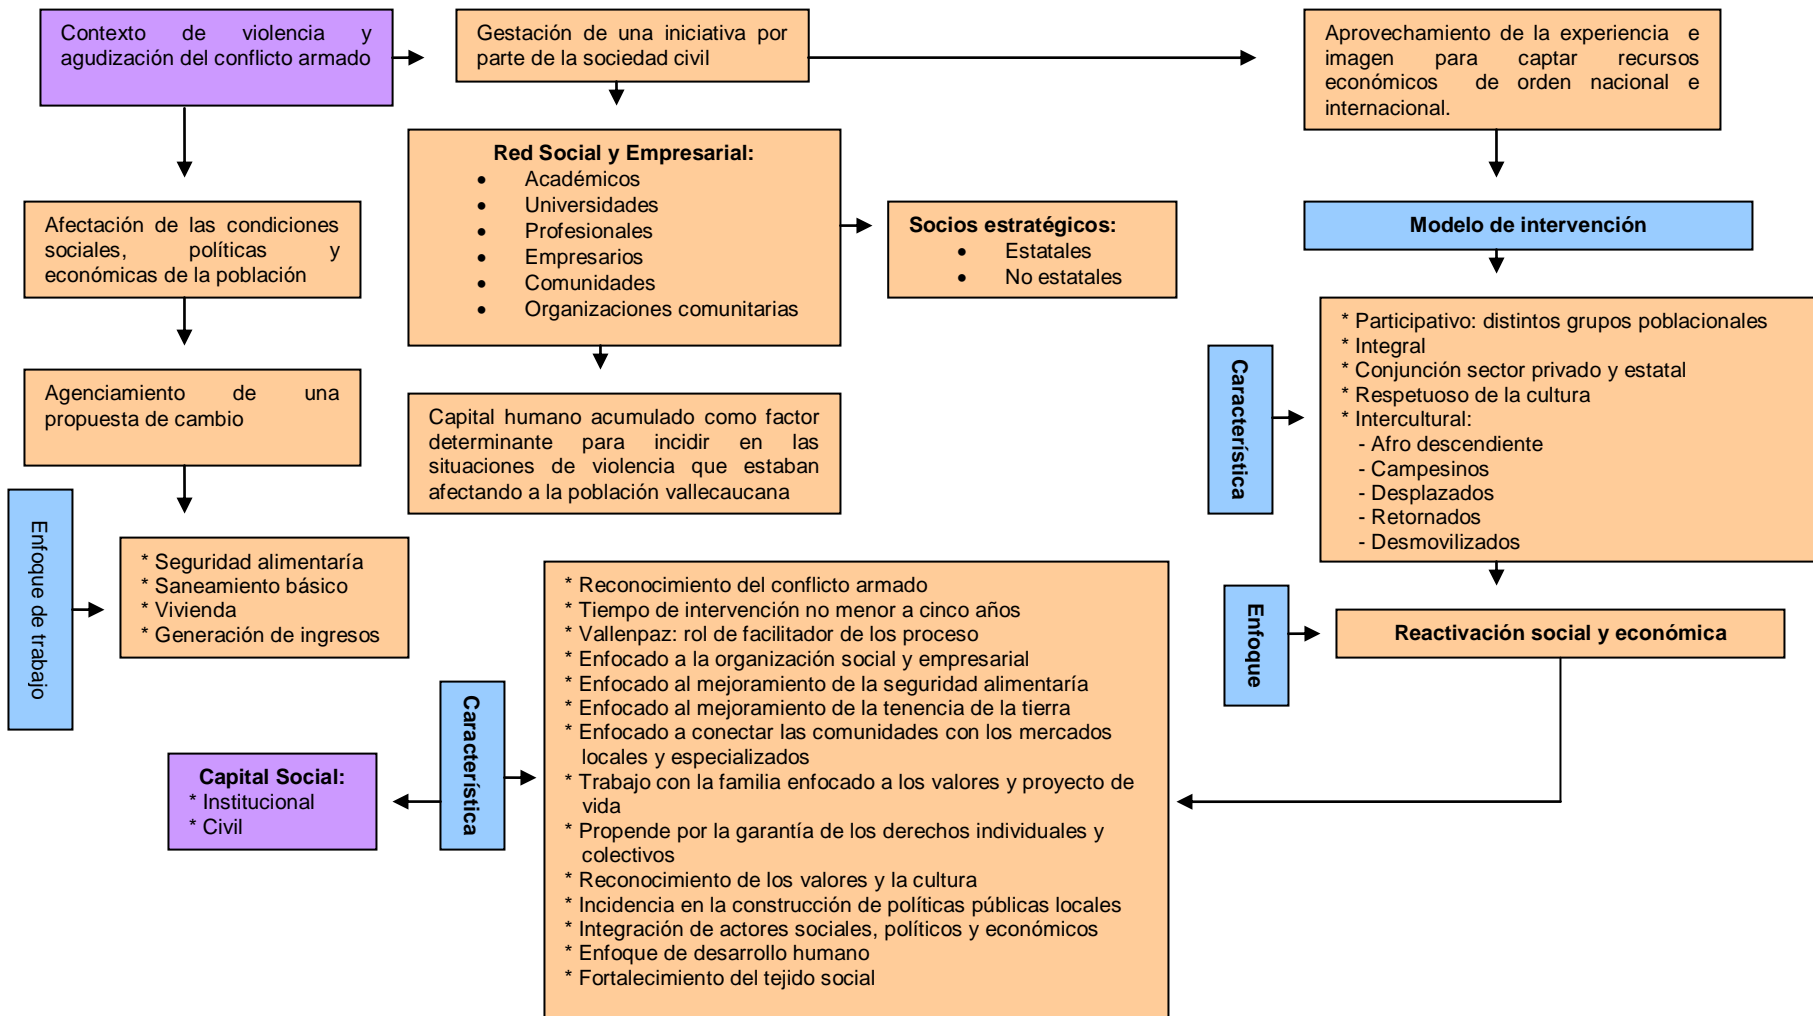 Contexto de violencia y
agudización del conflicto armado
Gestación de una iniciativa por
parte de la sociedad civil
Aprovechamiento de la experiencia e
imagen para captar recursos
económicos de orden nacional e
internacional.
Red Social y Empresarial:
• Académicos
• Universidades
• Profesionales
• Empresarios
• Comunidades
• Organizaciones comunitarias
Socios estratégicos:
• Estatales
• No estatales
Modelo de intervención
Afectación de las condiciones
sociales, políticas y
económicas de la población
Agenciamiento de una
propuesta de cambio
Capital humano acumulado como factor
determinante para incidir en las
situaciones de violencia que estaban
afectando a la población vallecaucana
Característica
* Participativo: distintos grupos poblacionales
* Integral
* Conjunción sector privado y estatal
* Respetuoso de la cultura
* Intercultural:
- Afro descendiente
- Campesinos
- Desplazados
- Retornados
- Desmovilizados
Enfoque de trabajo
* Seguridad alimentaría
* Saneamiento básico
* Vivienda
* Generación de ingresos
Enfoque
Reactivación social y económica
* Reconocimiento del conflicto armado
* Tiempo de intervención no menor a cinco años
* Vallenpaz: rol de facilitador de los proceso
* Enfocado a la organización social y empresarial
* Enfocado al mejoramiento de la seguridad alimentaría
* Enfocado al mejoramiento de la tenencia de la tierra
* Enfocado a conectar las comunidades con los mercados
locales y especializados
* Trabajo con la familia enfocado a los valores y proyecto de
vida
* Propende por la garantía de los derechos individuales y
colectivos
* Reconocimiento de los valores y la cultura
* Incidencia en la construcción de políticas públicas locales
* Integración de actores sociales, políticos y económicos
* Enfoque de desarrollo humano
* Fortalecimiento del tejido social
Característica
Capital Social:
* Institucional
* Civil